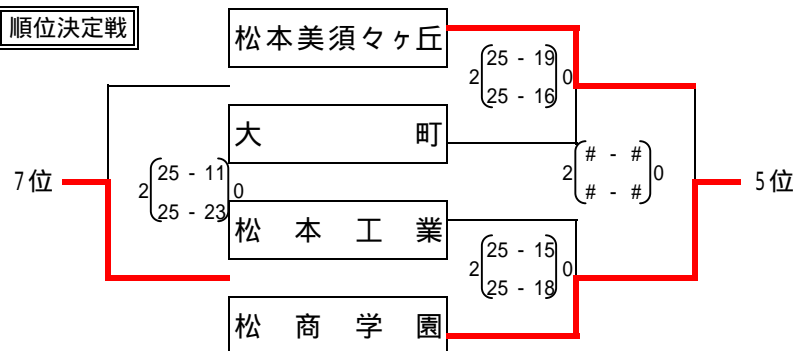 順位決定戦
松本美須々ヶ丘
2 25 - 19 0
25 - 16
大町
2 # - # 0
# - #
7位
2 25 - 11 0
25 - 23
5位
松本工業
2 25 - 15 0
25 - 18
松商学園